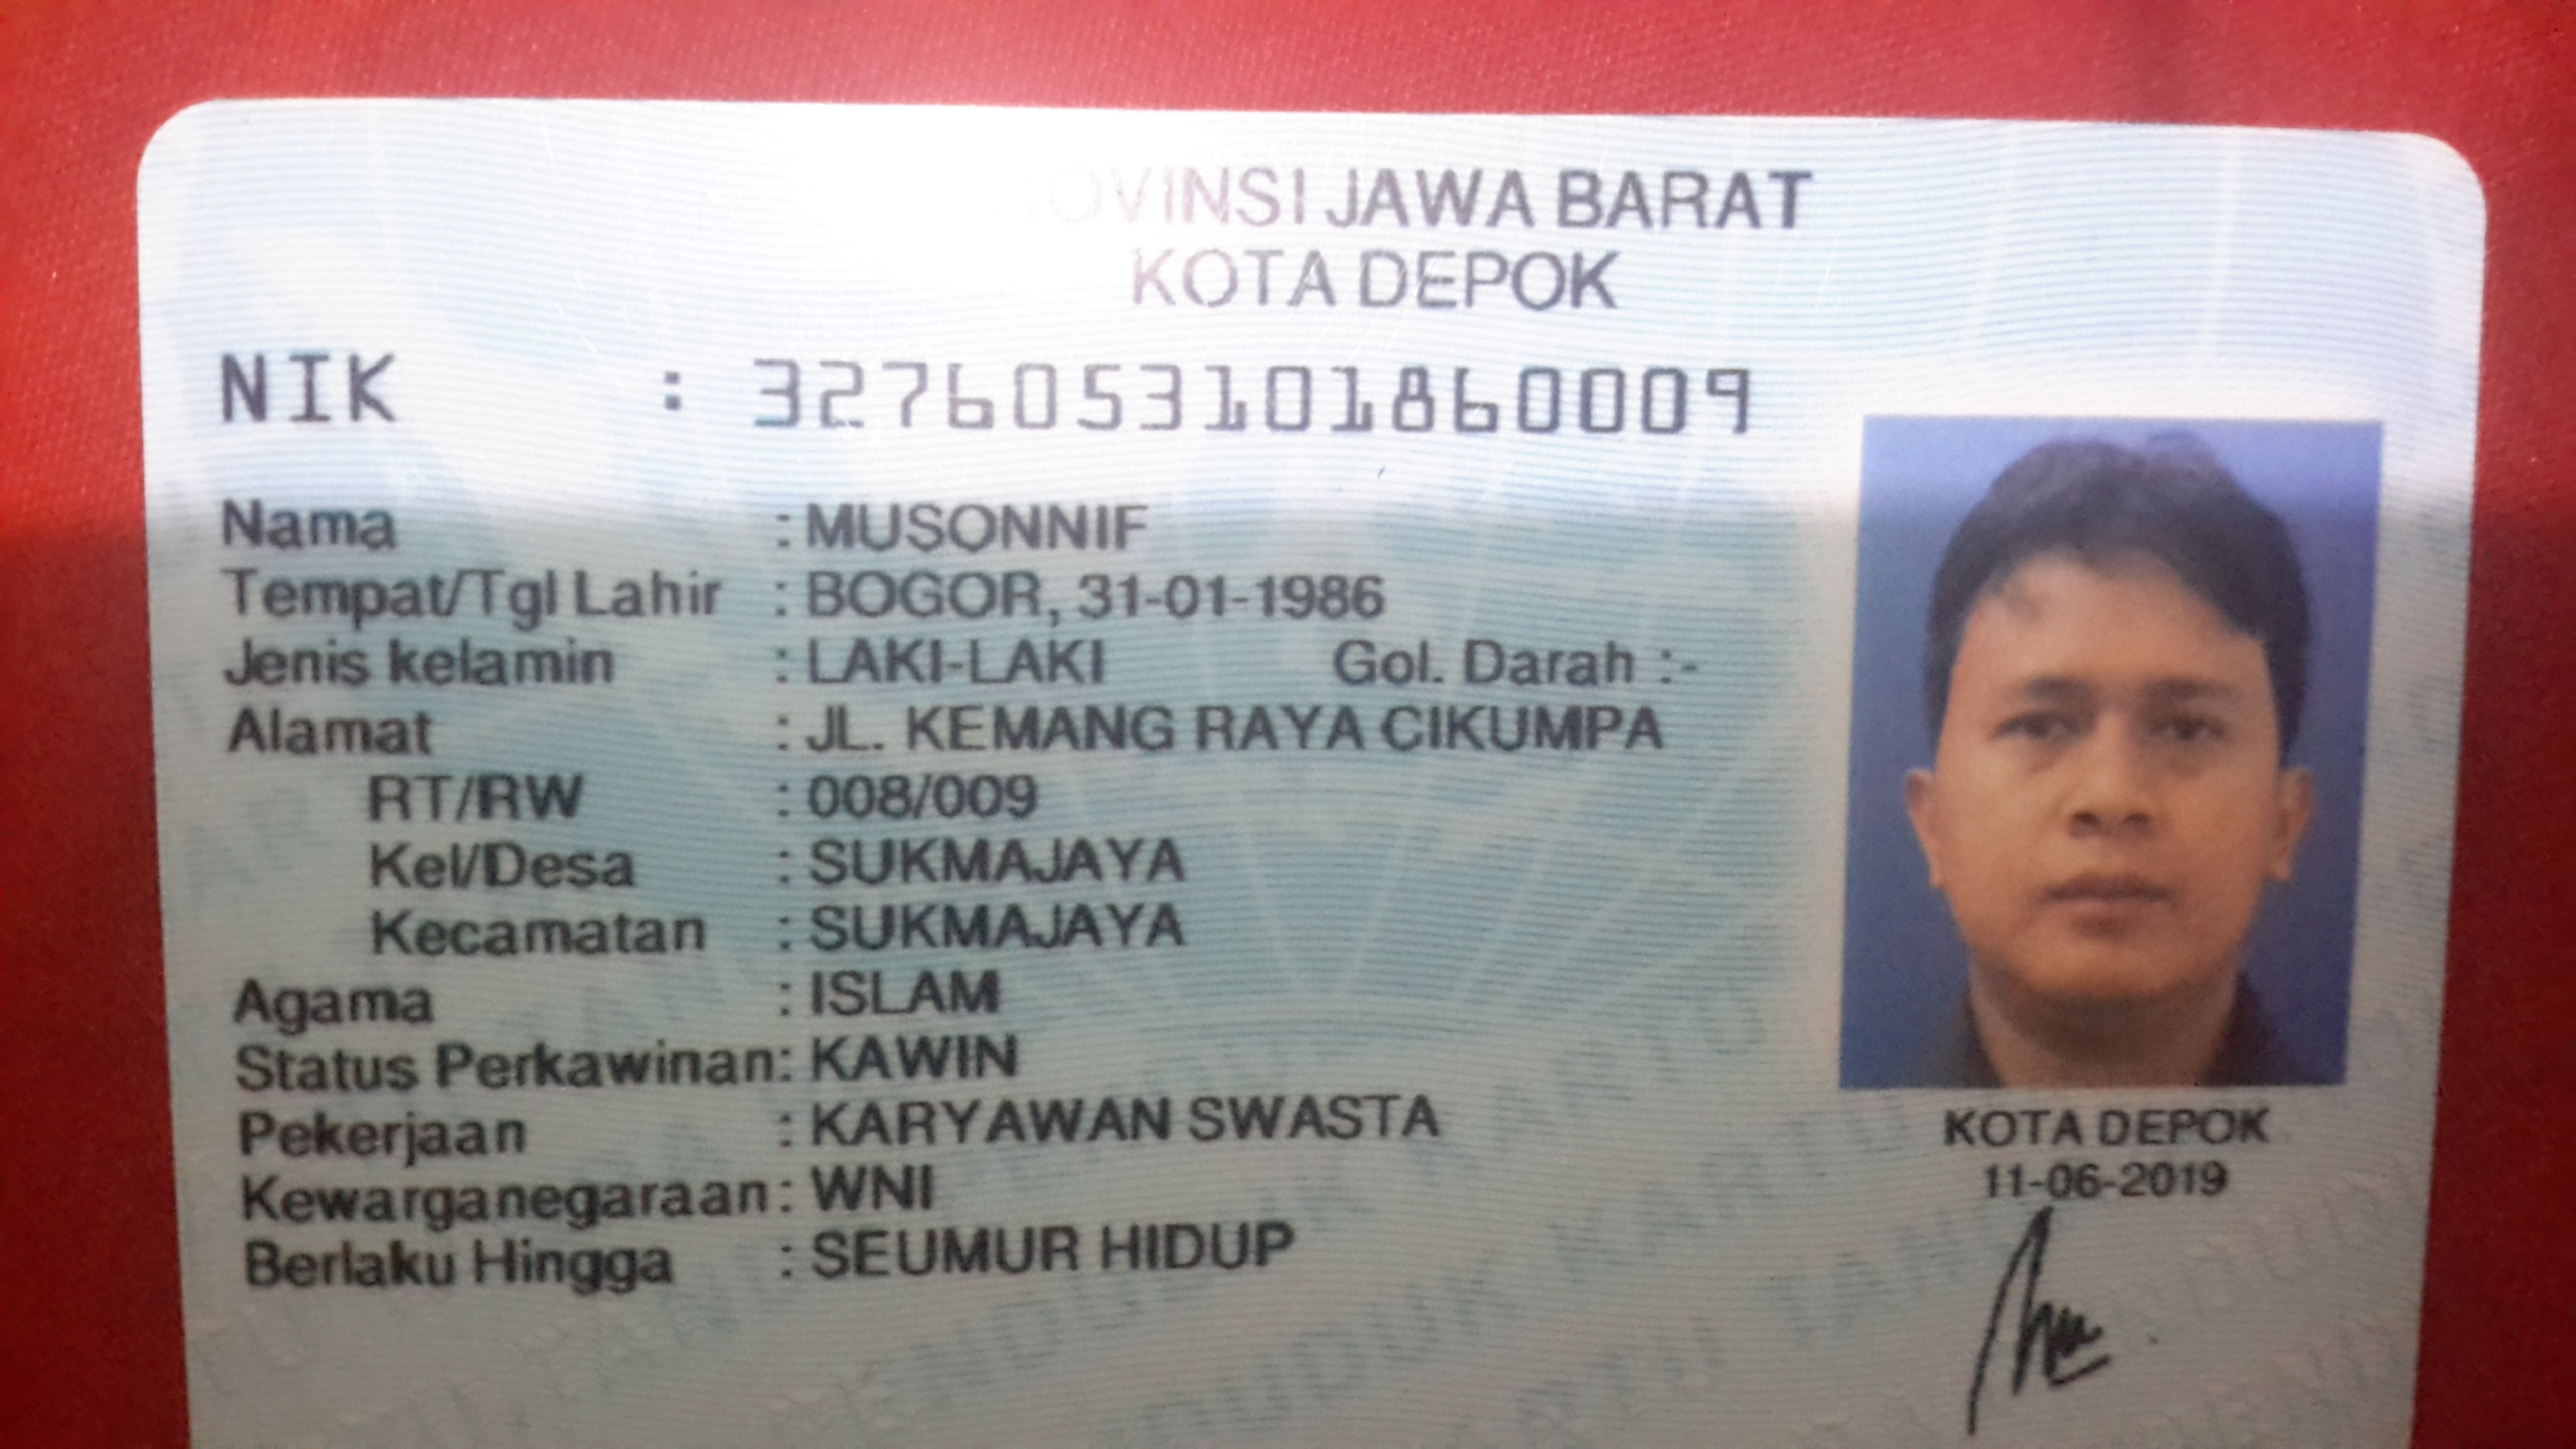 JAWA BARAT
KOTA DEPOK
NIK : 3276053101860009
Nama : MUSONNIF
Tempat/Tgl Lahir : BOGOR, 31-01-1986
Jenis kelamin : LAKI-LAKI Gol. Darah : -
Alamat : JL. KEMANG RAYA CIKUMPA
RT/RW : 008/009
Kel/Desa : SUKMAJAYA
Kecamatan : SUKMAJAYA
Agama : ISLAM
Status Perkawinan: KAWIN
Pekerjaan : KARYAWAN SWASTA
Kewarganegaraan: WNI
Berlaku Hingga : SEUMUR HIDUP
KOTA DEPOK
11-06-2019